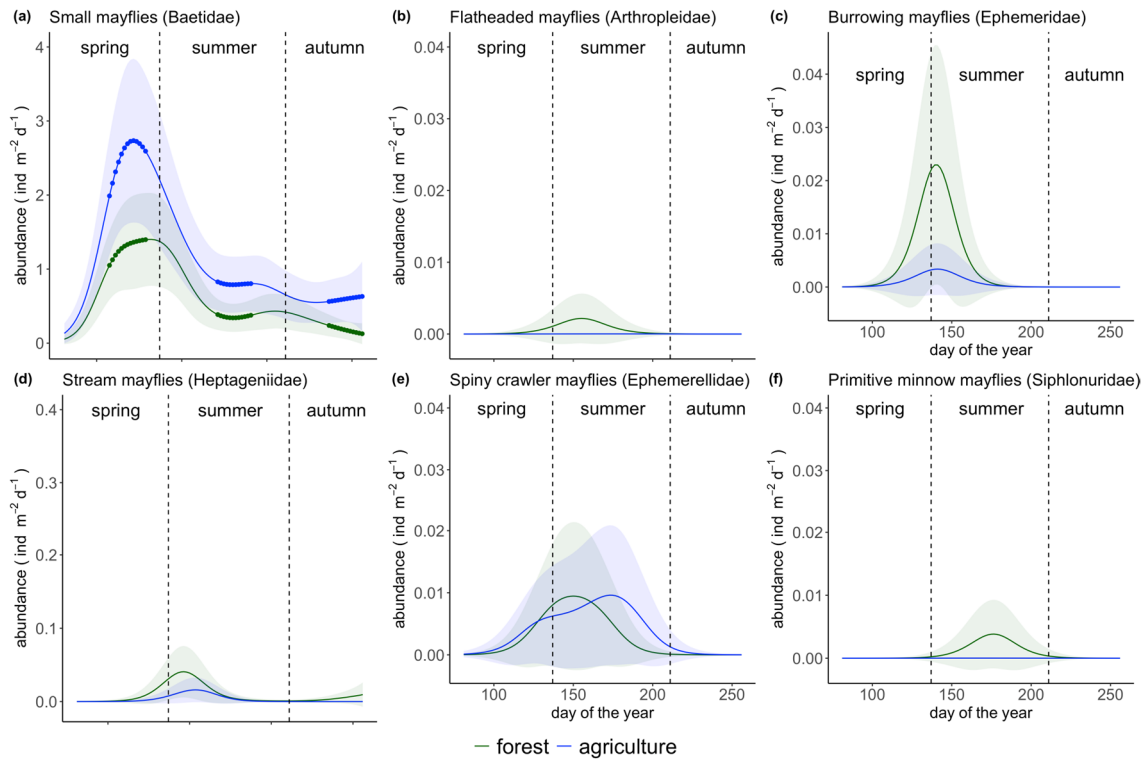 (a) Small mayflies (Baetidae)
spring summer autumn
4
3
2
1
0
abundance ( ind m⁻² d⁻¹ )
(b) Flatheaded mayflies (Arthropleidae)
spring summer autumn
0.04
0.03
0.02
0.01
0.00
abundance ( ind m⁻² d⁻¹ )
(c) Burrowing mayflies (Ephemeridae)
spring summer autumn
0.04
0.03
0.02
0.01
0.00
abundance ( ind m⁻² d⁻¹ )
100 150 200 250
day of the year
(d) Stream mayflies (Heptageniidae)
spring summer autumn
0.4
0.3
0.2
0.1
0.0
abundance ( ind m⁻² d⁻¹ )
(e) Spiny crawler mayflies (Ephemerellidae)
spring summer autumn
0.04
0.03
0.02
0.01
0.00
abundance ( ind m⁻² d⁻¹ )
100 150 200 250
day of the year
(f) Primitive minnow mayflies (Siphlonuridae)
spring summer autumn
0.04
0.03
0.02
0.01
0.00
abundance ( ind m⁻² d⁻¹ )
100 150 200 250
day of the year
forest agriculture